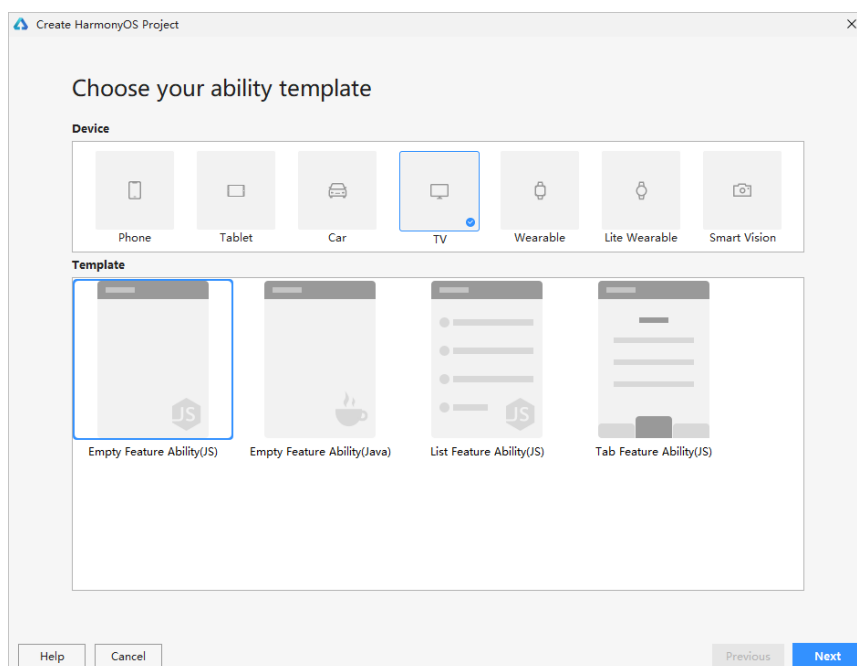 Create HarmonyOS Project
Choose your ability template
Device
Phone Tablet Car TV Wearable Lite Wearable Smart Vision
Template
JS JS
Empty Feature Ability(JS) Empty Feature Ability(Java) List Feature Ability(JS) Tab Feature Ability(JS)
Help Cancel Previous Next